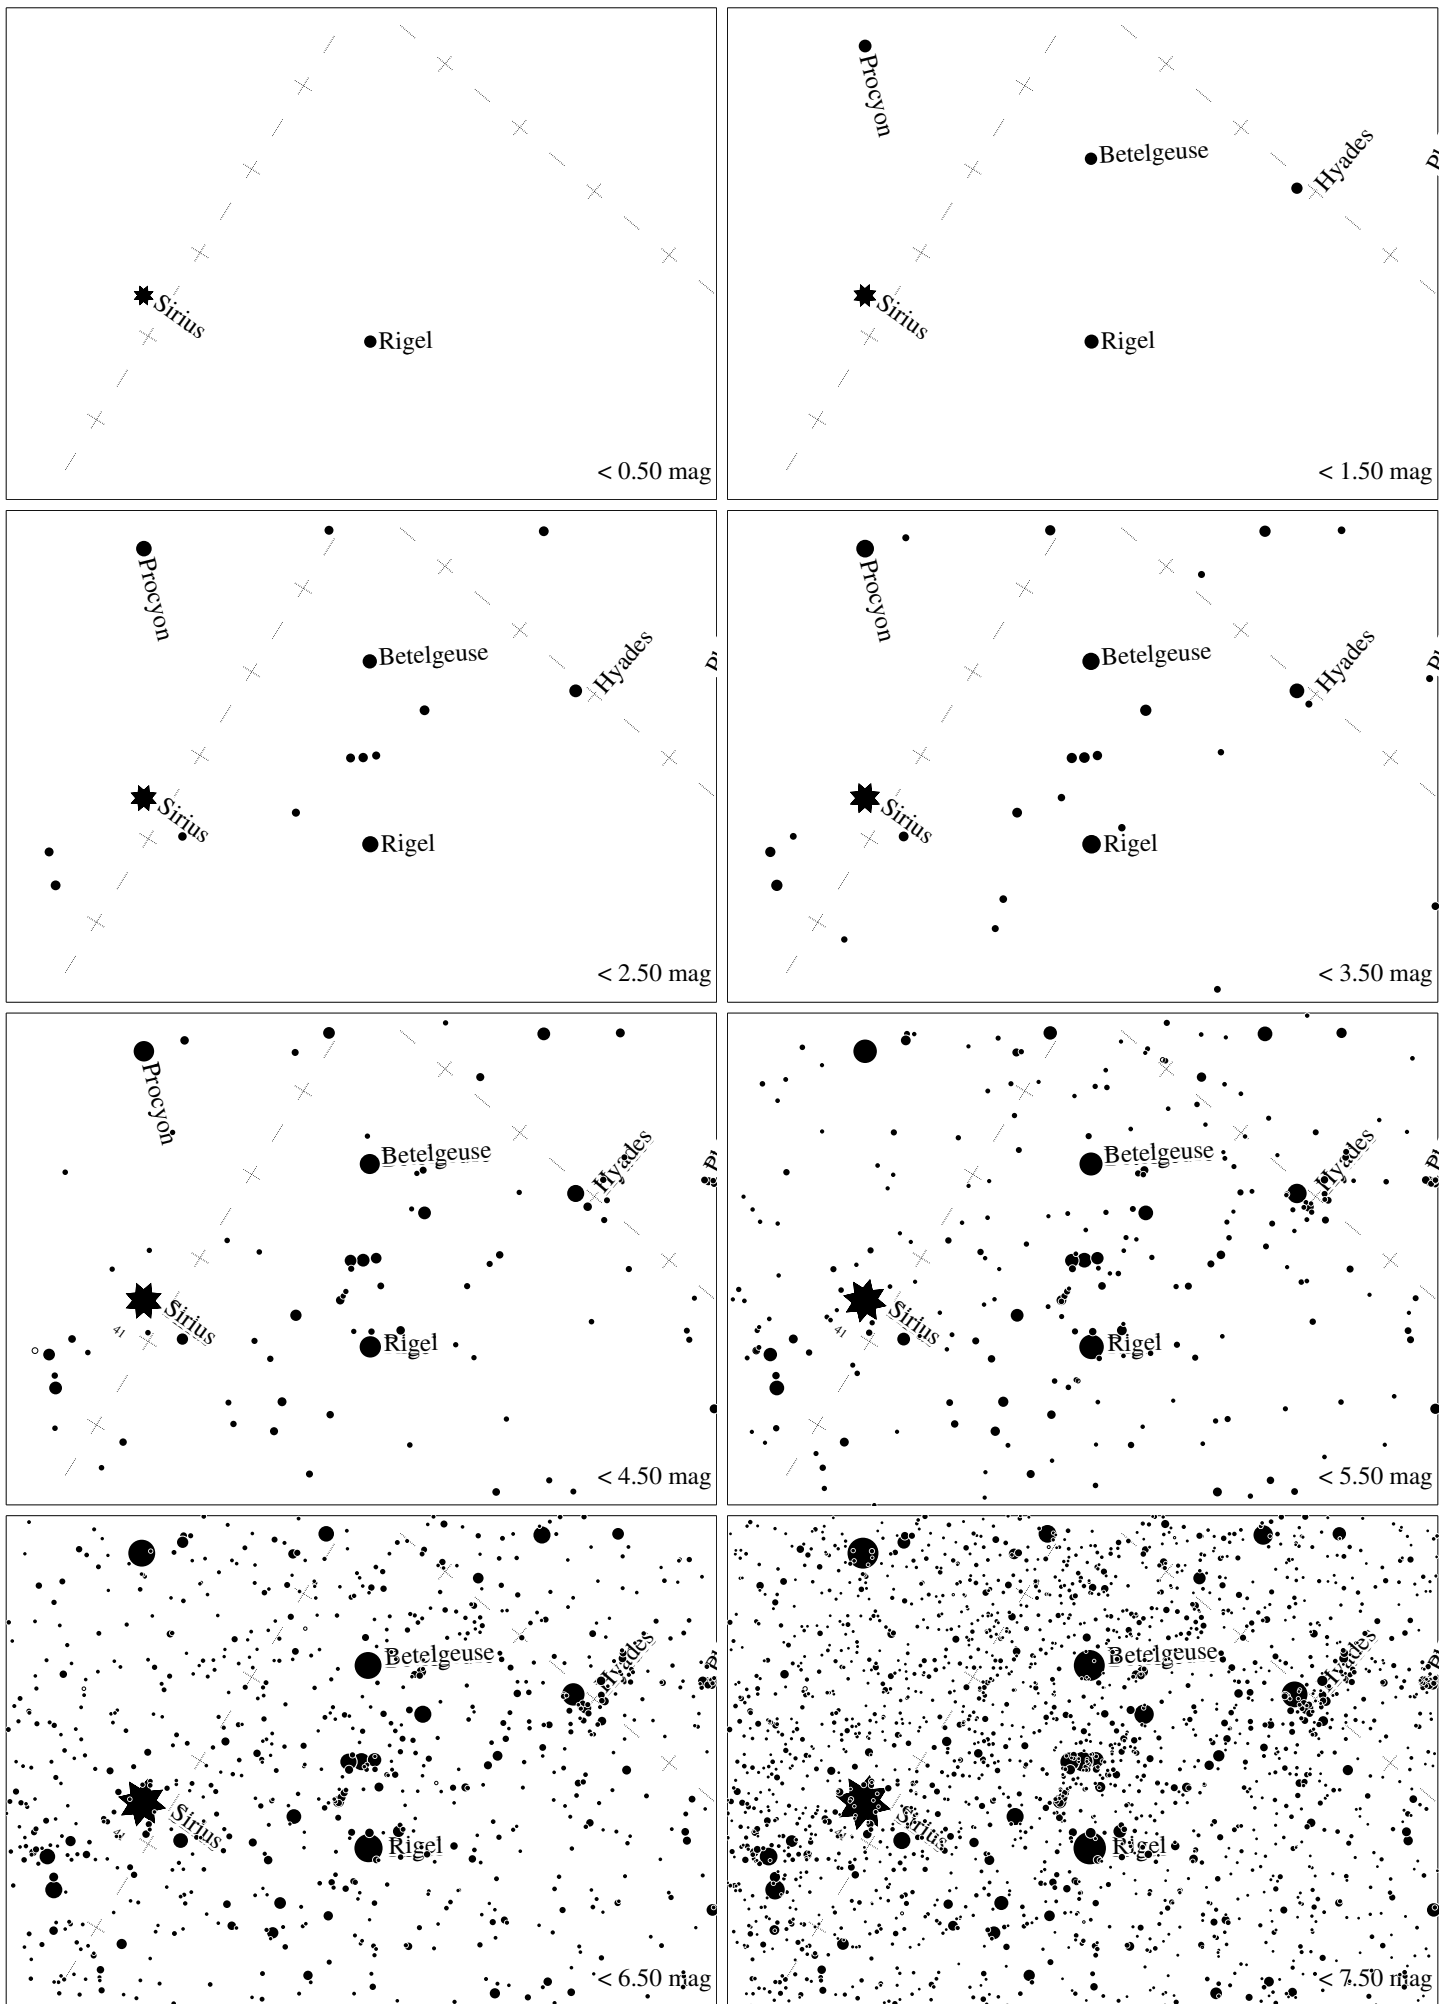 Sirius
Rigel
< 0.50 mag
Procyon
Betelgeuse
Hyades
Sirius
Rigel
< 1.50 mag
Procyon
Betelgeuse
Hyades
Sirius
Rigel
< 2.50 mag
Procyon
Betelgeuse
Hyades
Sirius
Rigel
< 3.50 mag
Procyon
Betelgeuse
Hyades
Sirius
41
Rigel
< 4.50 mag
Betelgeuse
Hyades
Sirius
41
Rigel
< 5.50 mag
Betelgeuse
Hyades
Sirius
41
Rigel
< 6.50 mag
Betelgeuse
Hyades
Sirius
41
Rigel
< 7.50 mag